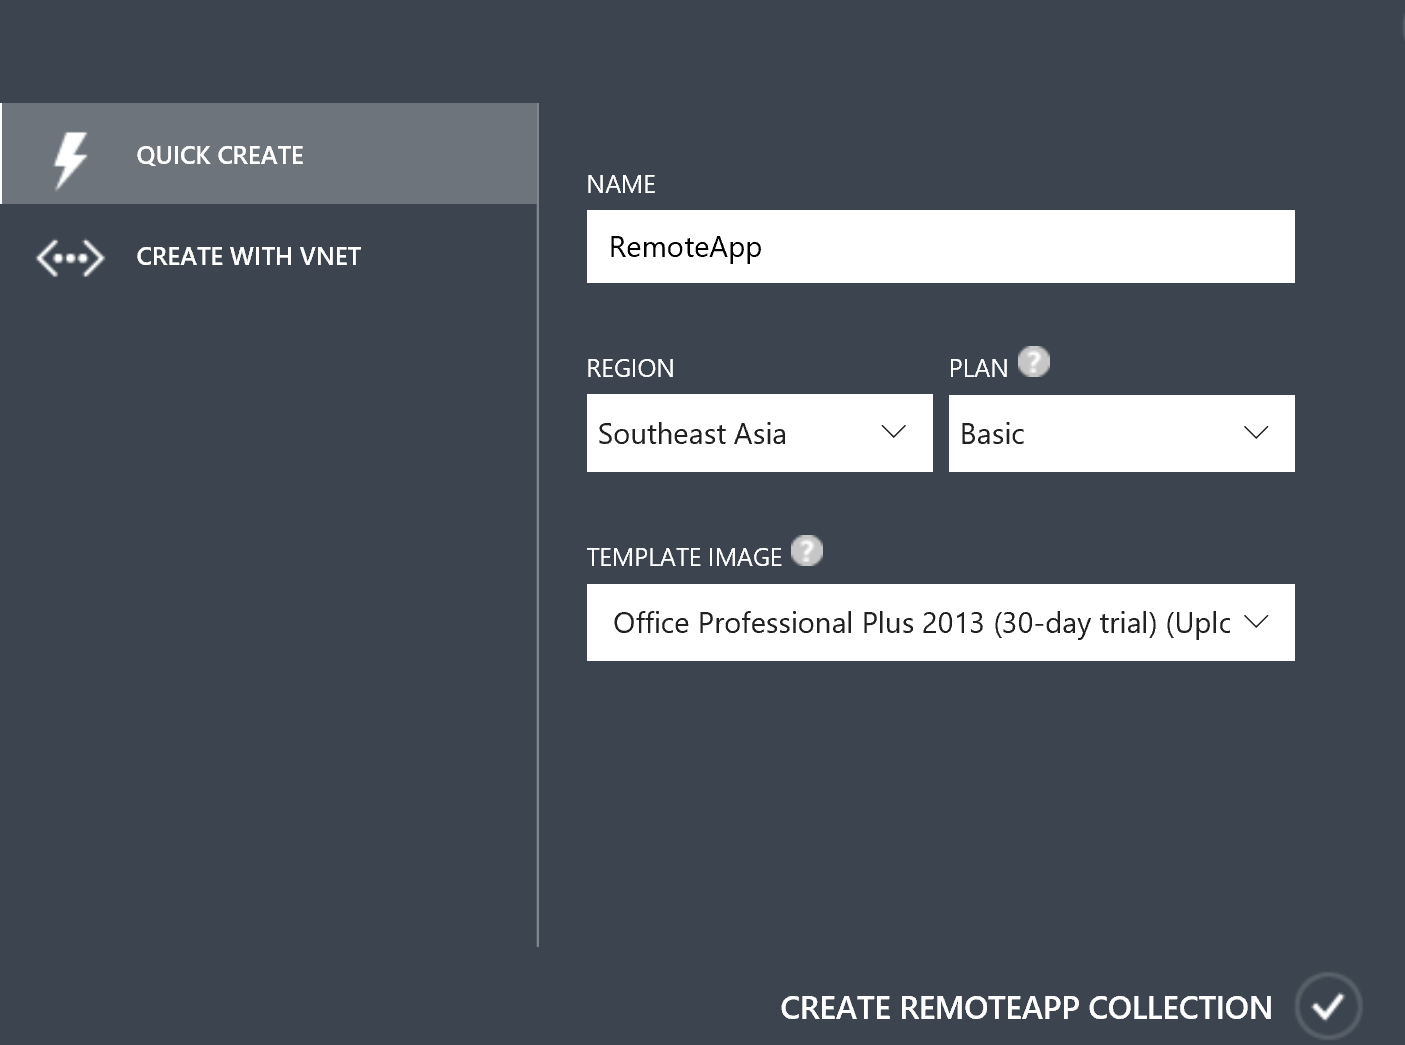 QUICK CREATE
CREATE WITH VNET
NAME
RemoteApp
REGION
PLAN ?
Southeast Asia
Basic
TEMPLATE IMAGE ?
Office Professional Plus 2013 (30-day trial) (Uplc
CREATE REMOTEAPP COLLECTION